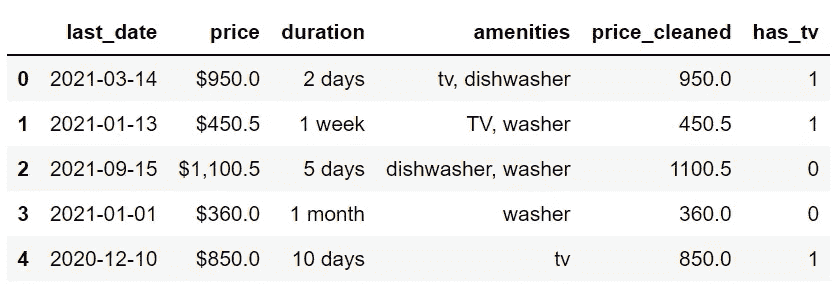 last_date price duration amenities price_cleaned has_tv
0 2021-03-14 $950.0 2 days tv, dishwasher 950.0 1
1 2021-01-13 $450.5 1 week TV, washer 450.5 1
2 2021-09-15 $1,100.5 5 days dishwasher, washer 1100.5 0
3 2021-01-01 $360.0 1 month washer 360.0 0
4 2020-12-10 $850.0 10 days tv 850.0 1